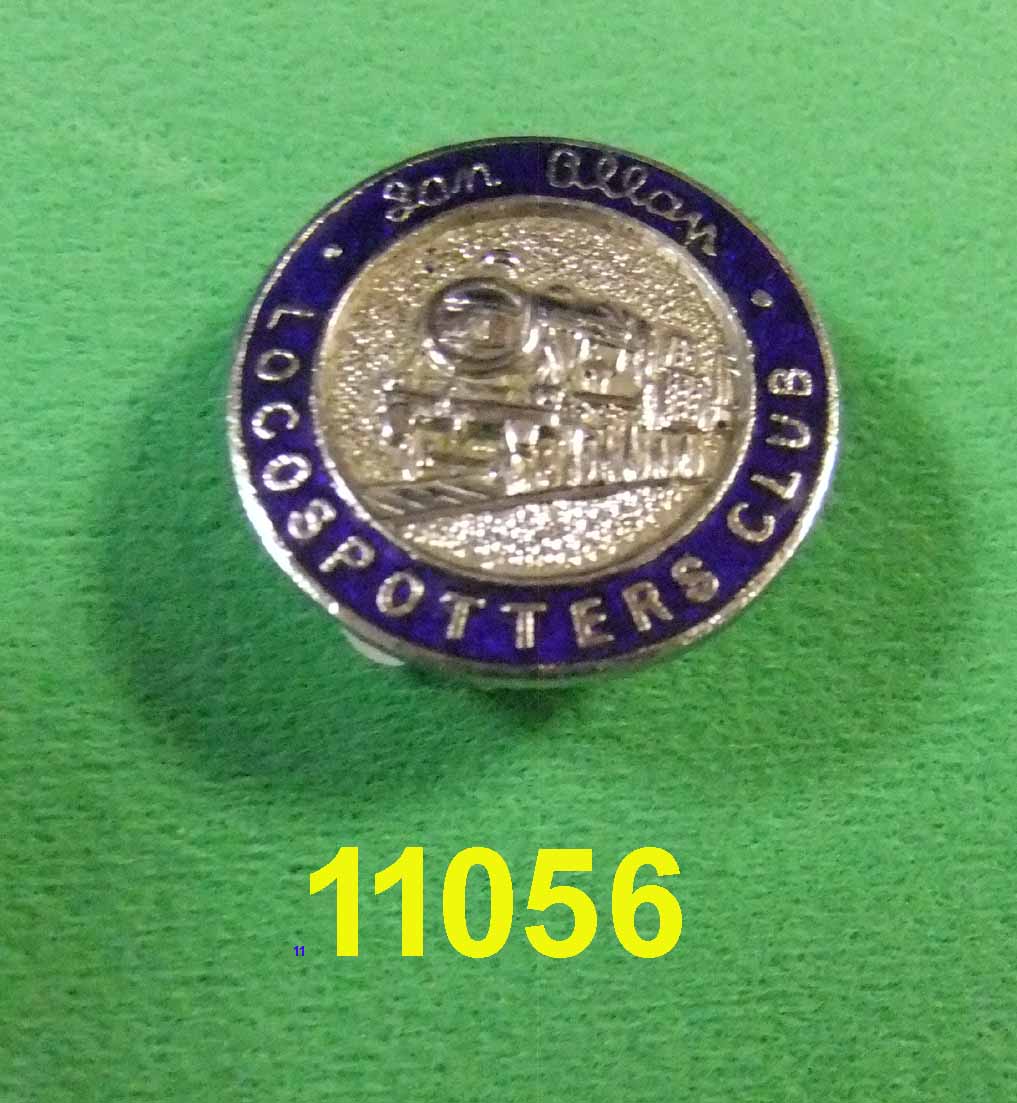 Ian Allan
• LOCOSPOTTERS CLUB •
11056
11